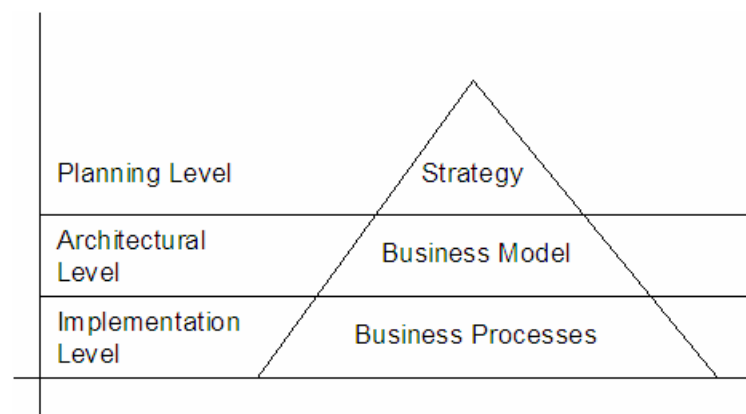 Planning Level
Strategy
Architectural
Level
Business Model
Implementation
Level
Business Processes